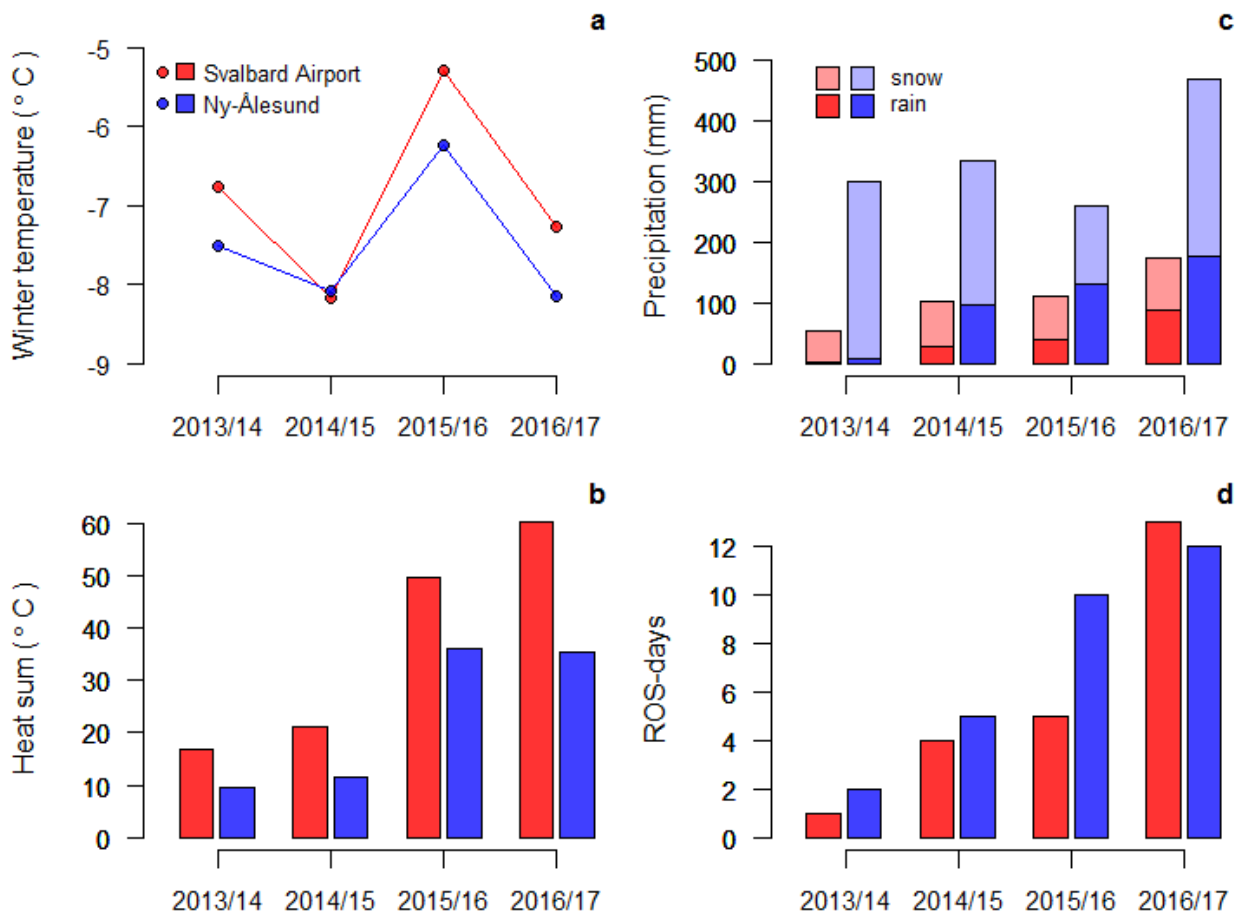 a
Winter temperature ( ° C )
-5
-6
-7
-8
-9
Svalbard Airport
Ny-Ålesund
2013/14 2014/15 2015/16 2016/17
c
Precipitation (mm)
500
400
300
200
100
0
snow
rain
2013/14 2014/15 2015/16 2016/17
b
Heat sum ( ° C )
60
50
40
30
20
10
0
2013/14 2014/15 2015/16 2016/17
d
ROS-days
12
10
8
6
4
2
0
2013/14 2014/15 2015/16 2016/17